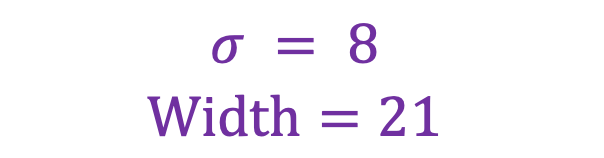 σ = 8
Width = 21